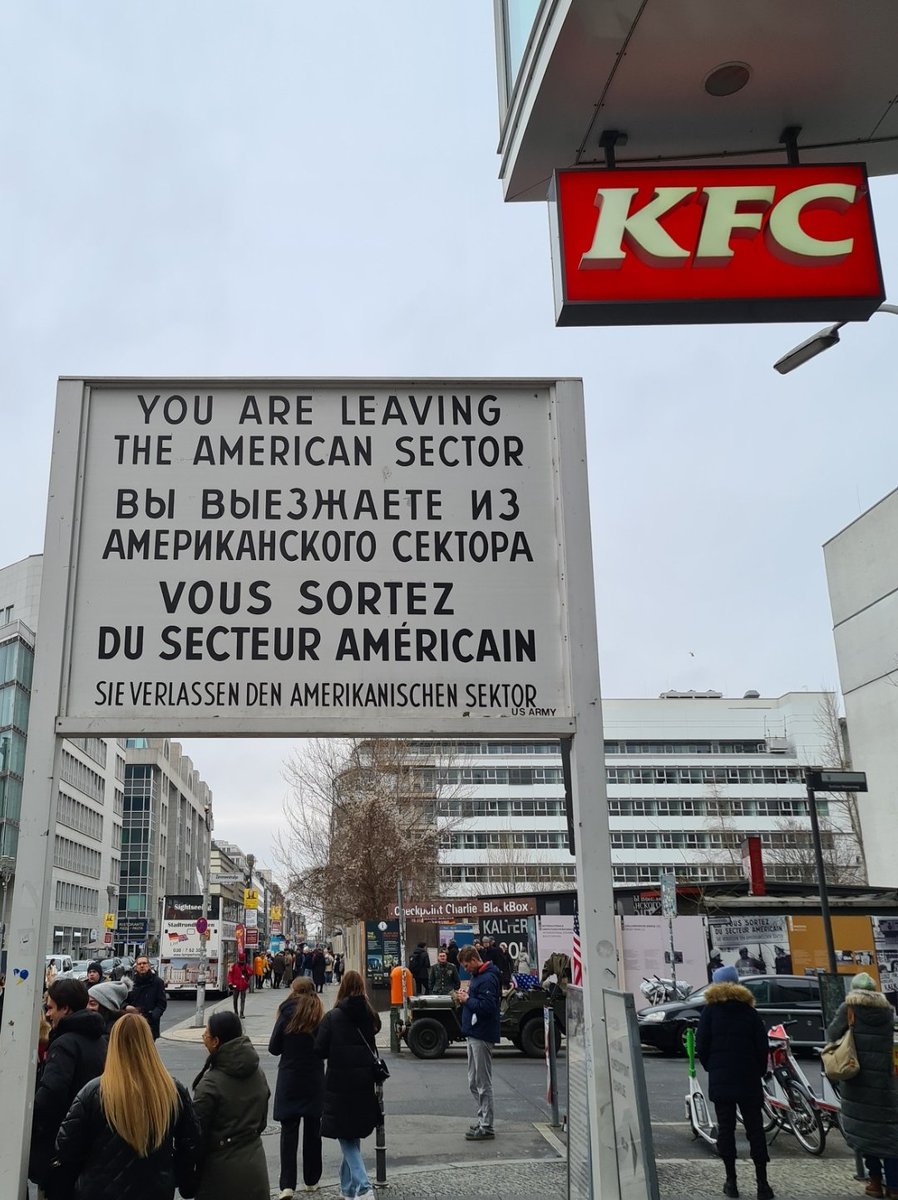 KFC
YOU ARE LEAVING
THE AMERICAN SECTOR
ВЫ ВЫЕЗЖАЕТЕ ИЗ
АМЕРИКАНСКОГО СЕКТОРА
VOUS SORTEZ
DU SECTEUR AMÉRICAIN
SIE VERLASSEN DEN AMERIKANISCHEN SEKTOR
US ARMY
Checkpoint Charlie BlackBox
KALTER